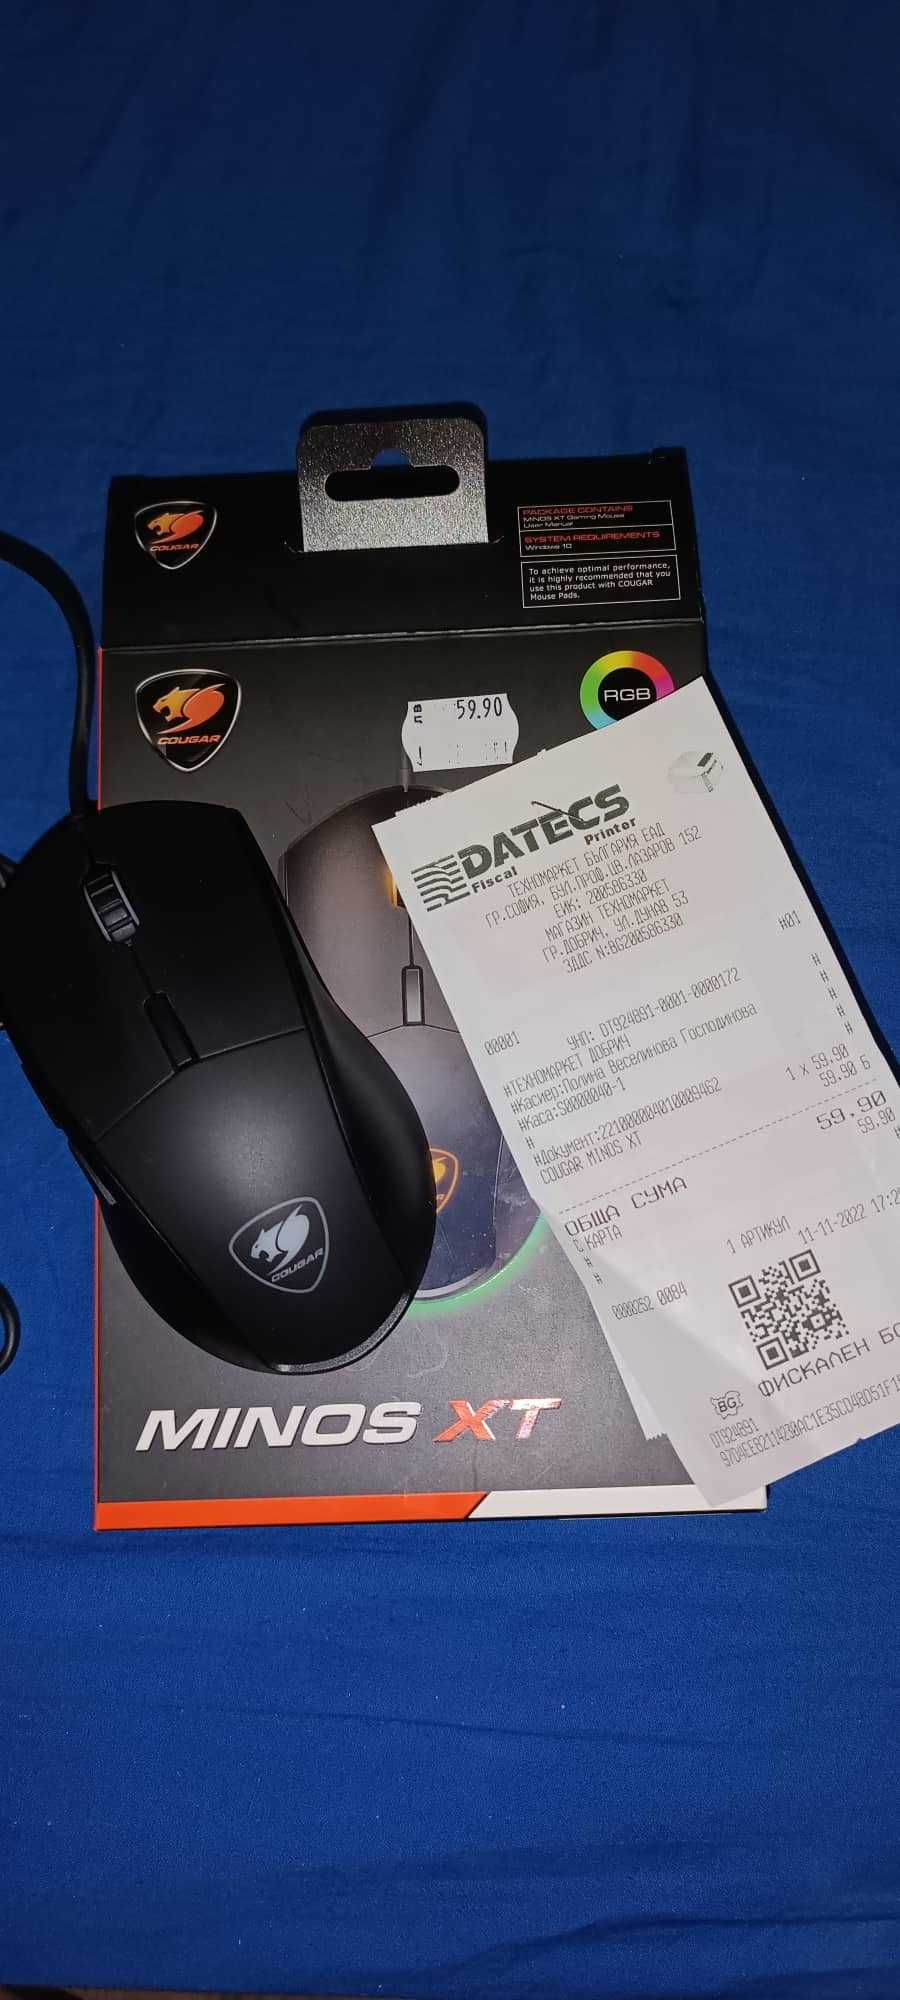 COUGAR
PACKAGE CONTAINS
MINOS XT Gaming Mouse
User Manual
SYSTEM REQUIREMENTS
Windows 10
To achieve optimal performance,
it is highly recommended that you
use this product with COUGAR
Mouse Pads.
COUGAR
RGB
ЛВ 59.90
DATECS
Fiscal Printer
ТЕХНОМАРКЕТ БЪЛГАРИЯ ЕАД
ГР.СОФИЯ, БУЛ.ПРОФ.ЦВ.ЛАЗАРОВ 152
ЕИК: 200586330
МАГАЗИН ТЕХНОМАРКЕТ
ГР.ДОБРИЧ, УЛ.ДУНАВ 53
ЗДДС N:BG200586330
00001 #01
УНП: DT924891-0001-0000172
#ТЕХНОМАРКЕТ ДОБРИЧ #
#Касиер:Полина Веселинова Господинова #
#Каса:S0000040-1 #
# #
#Документ:221000004010009462 #
COUGAR MINOS XT 1 x 59.90
59.90 Б
ОБЩА СУМА 59.90
С КАРТА 59.90
# #
#
1 АРТИКУЛ
0000252 0084 11-11-2022
ФИСКАЛЕН
BG
DT924891
COUGAR
MINOS XT